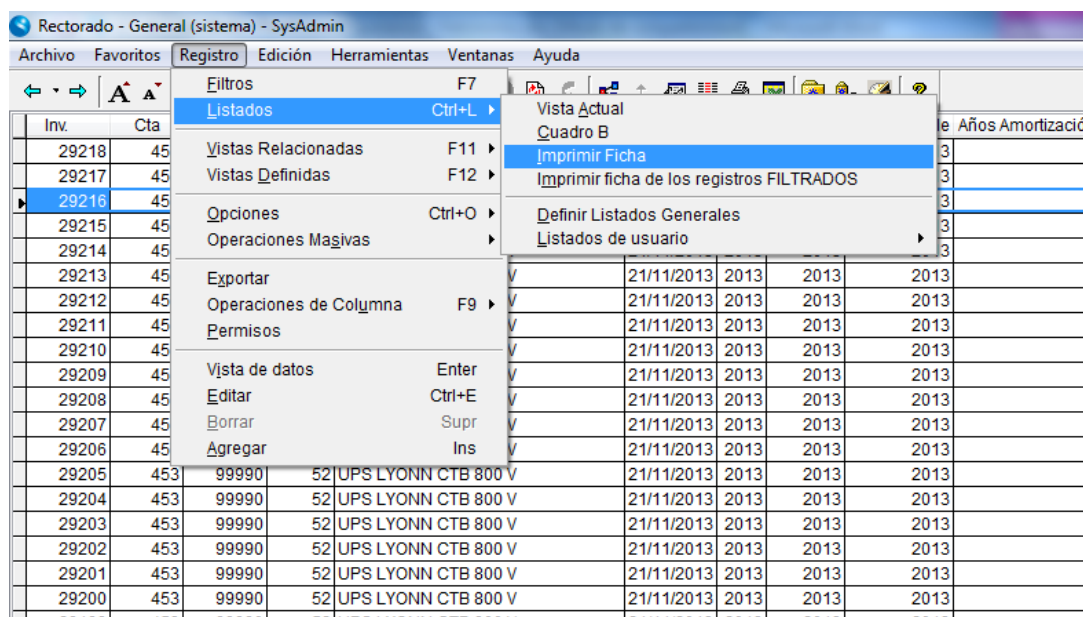 Rectorado - General (sistema) - SysAdmin
Archivo Favoritos Registro Edición Herramientas Ventanas Ayuda
Filtros F7
Listados Ctrl+L
Vistas Relacionadas F11
Vistas Definidas F12
Opciones Ctrl+O
Operaciones Masivas
Exportar
Operaciones de Columna F9
Permisos
Vista de datos Enter
Editar Ctrl+E
Borrar Supr
Agregar Ins
Vista Actual
Cuadro B
Imprimir Ficha
Imprimir ficha de los registros FILTRADOS
Definir Listados Generales
Listados de usuario
Inv. Cta le Años Amortizació
29218 45 3
29217 45 3
29216 45 3
29215 45 3
29214 45 3
29213 45 V 21/11/2013 2013 2013 2013
29212 45 V 21/11/2013 2013 2013 2013
29211 45 V 21/11/2013 2013 2013 2013
29210 45 V 21/11/2013 2013 2013 2013
29209 45 V 21/11/2013 2013 2013 2013
29208 45 V 21/11/2013 2013 2013 2013
29207 45 V 21/11/2013 2013 2013 2013
29206 45 V 21/11/2013 2013 2013 2013
29205 453 99990 52 UPS LYONN CTB 800 V 21/11/2013 2013 2013 2013
29204 453 99990 52 UPS LYONN CTB 800 V 21/11/2013 2013 2013 2013
29203 453 99990 52 UPS LYONN CTB 800 V 21/11/2013 2013 2013 2013
29202 453 99990 52 UPS LYONN CTB 800 V 21/11/2013 2013 2013 2013
29201 453 99990 52 UPS LYONN CTB 800 V 21/11/2013 2013 2013 2013
29200 453 99990 52 UPS LYONN CTB 800 V 21/11/2013 2013 2013 2013